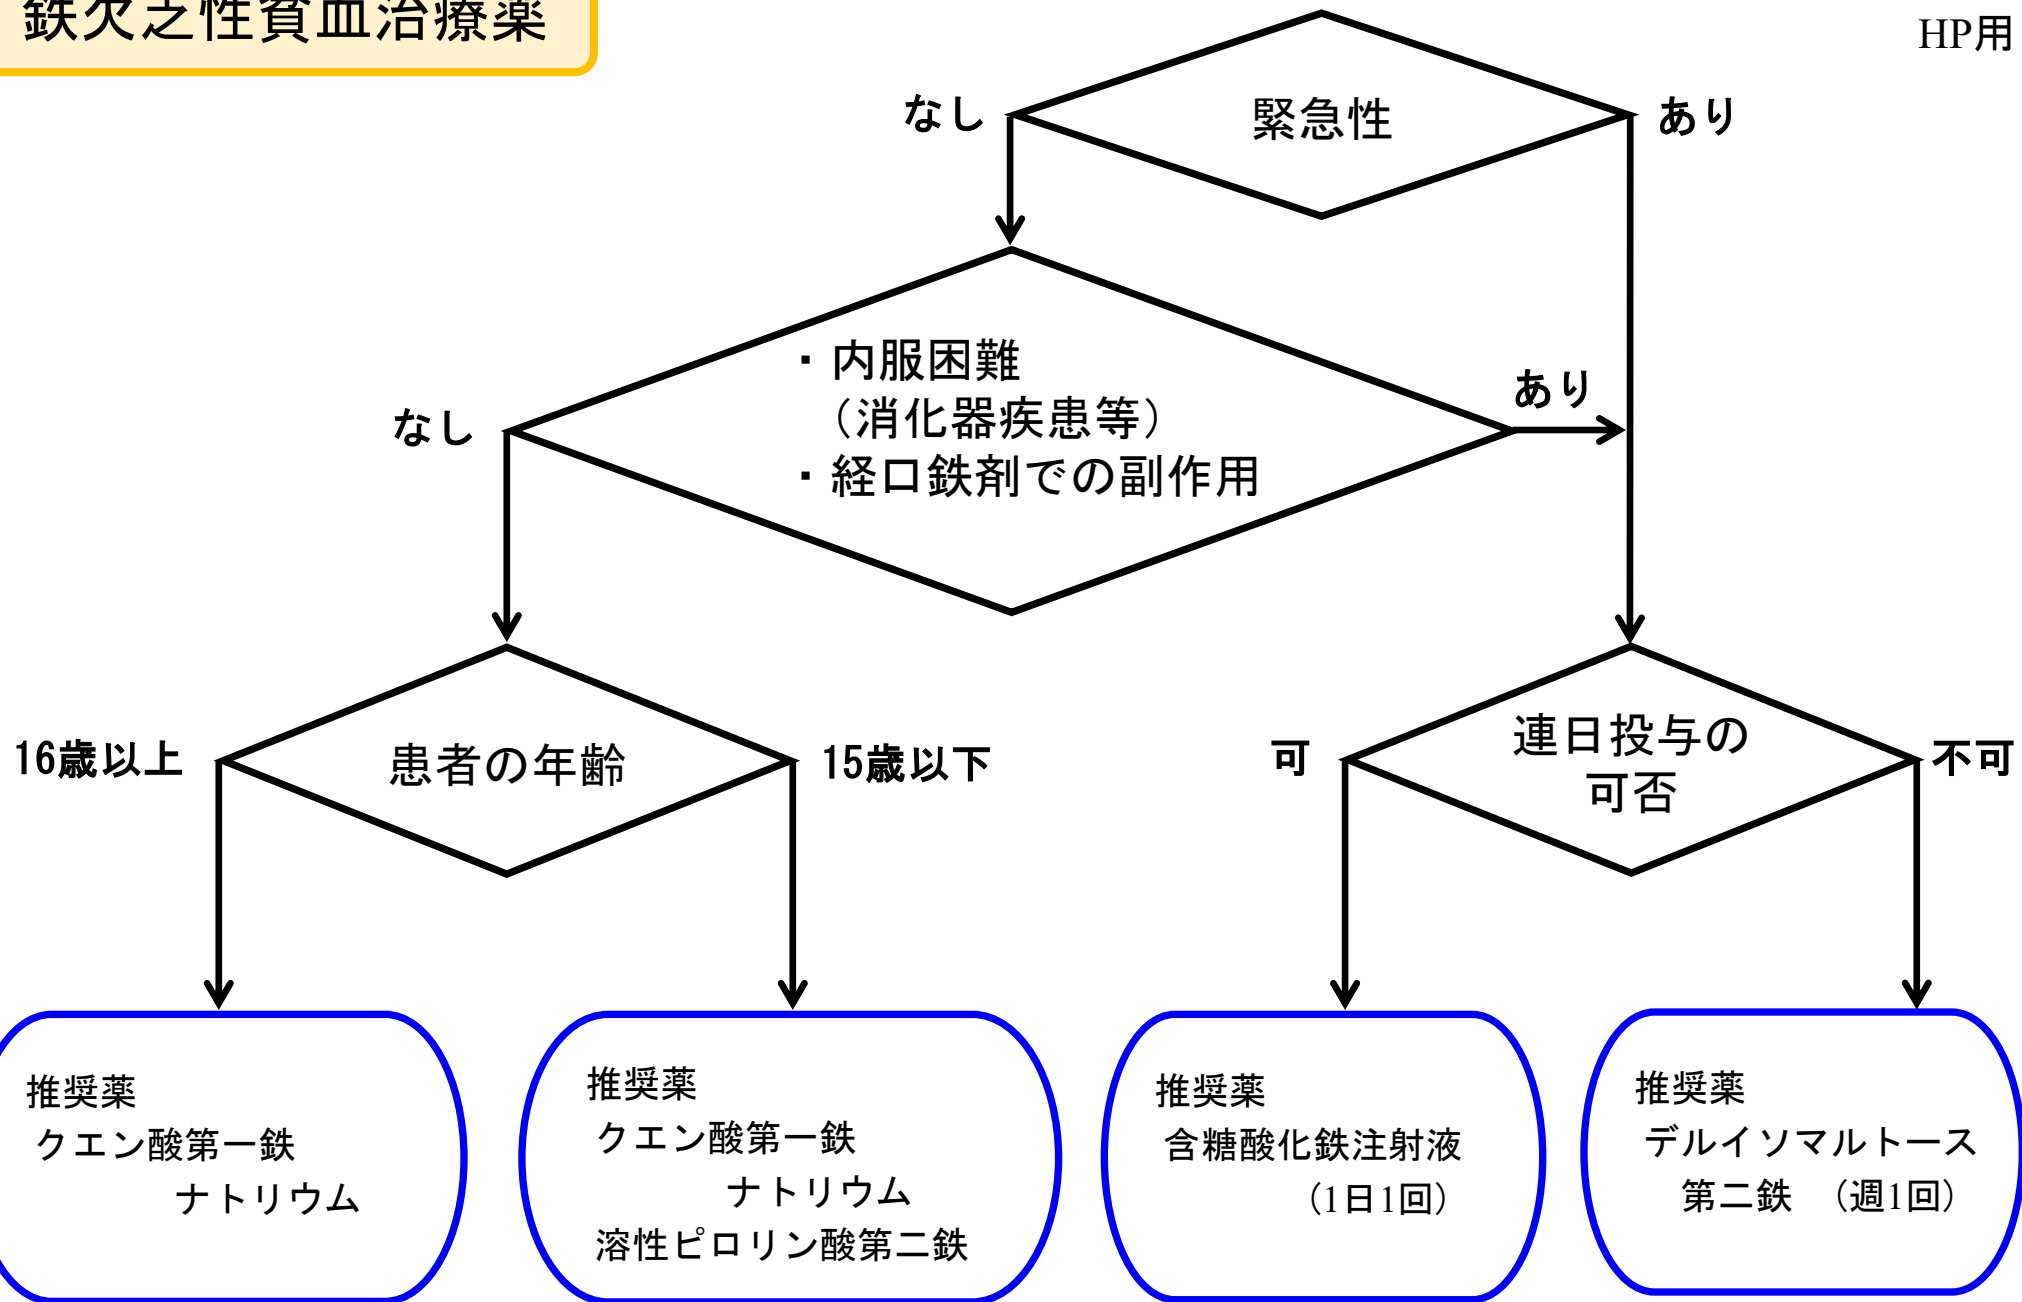 鉄欠乏性貧血治療薬
HP用
緊急性
なし
あり
・内服困難
（消化器疾患等）
・経口鉄剤での副作用
なし
あり
患者の年齢
16歳以上
15歳以下
連日投与の
可否
可
不可
推奨薬
クエン酸第一鉄
ナトリウム
推奨薬
クエン酸第一鉄
ナトリウム
溶性ピロリン酸第二鉄
推奨薬
含糖酸化鉄注射液
（1日1回）
推奨薬
デルイソマルトース
第二鉄　（週1回）